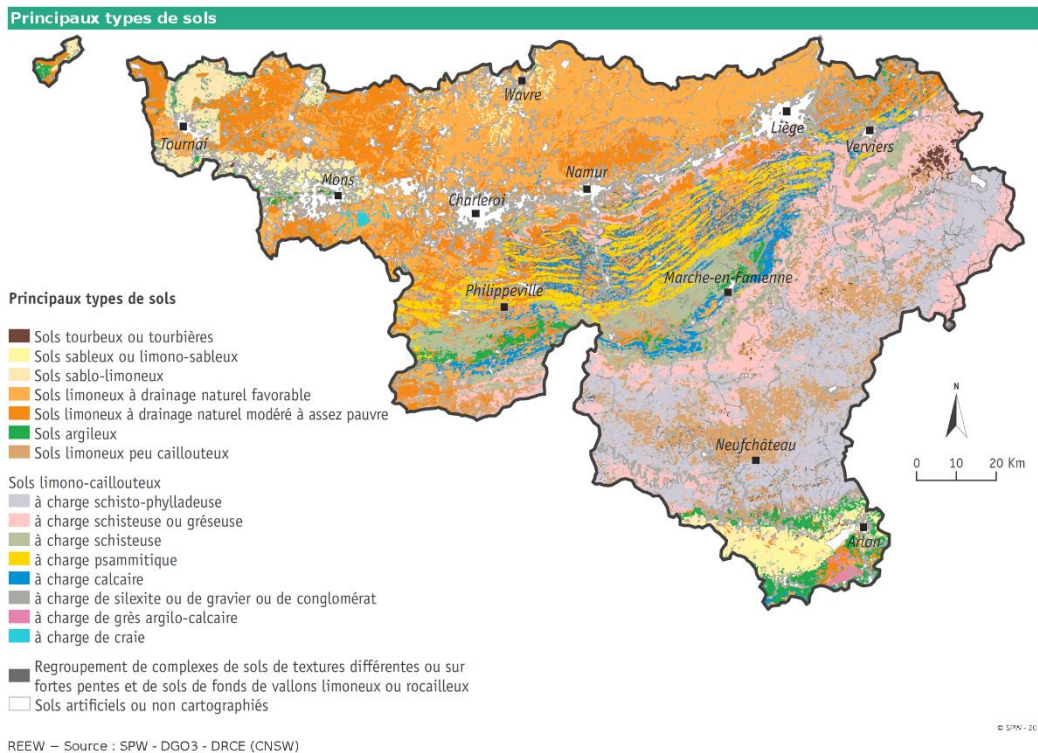 Principaux types de sols
Wavre
Tournai
Liège
Verviers
Mons
Namur
Charleroi
Marche-en-Famenne
Philippeville
Neufchâteau
Arlon
N
0 10 20 Km
Principaux types de sols
Sols tourbeux ou tourbières
Sols sableux ou limono-sableux
Sols sablo-limoneux
Sols limoneux à drainage naturel favorable
Sols limoneux à drainage naturel modéré à assez pauvre
Sols argileux
Sols limoneux peu caillouteux
Sols limono-caillouteux
à charge schisto-phylladeuse
à charge schisteuse ou gréseuse
à charge schisteuse
à charge psammitique
à charge calcaire
à charge de silexite ou de gravier ou de conglomérat
à charge de grès argilo-calcaire
à charge de craie
Regroupement de complexes de sols de textures différentes ou sur
fortes pentes et de sols de fonds de vallons limoneux ou rocailleux
Sols artificiels ou non cartographiés
© SPW - 20
REEW – Source : SPW - DGO3 - DRCE (CNSW)